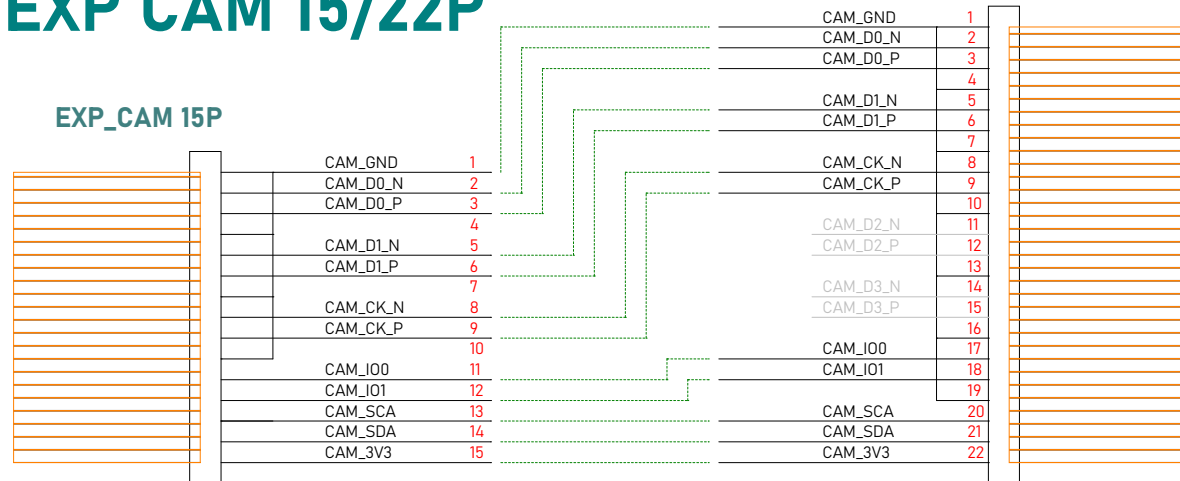 EXP CAM 15/22P
EXP_CAM 15P
CAM_GND 1
CAM_D0_N 2
CAM_D0_P 3
4
CAM_D1_N 5
CAM_D1_P 6
7
CAM_CK_N 8
CAM_CK_P 9
10
CAM_IO0 11
CAM_IO1 12
CAM_SCA 13
CAM_SDA 14
CAM_3V3 15
CAM_GND 1
CAM_D0_N 2
CAM_D0_P 3
4
CAM_D1_N 5
CAM_D1_P 6
7
CAM_CK_N 8
CAM_CK_P 9
10
CAM_D2_N 11
CAM_D2_P 12
13
CAM_D3_N 14
CAM_D3_P 15
16
CAM_IO0 17
CAM_IO1 18
19
CAM_SCA 20
CAM_SDA 21
CAM_3V3 22